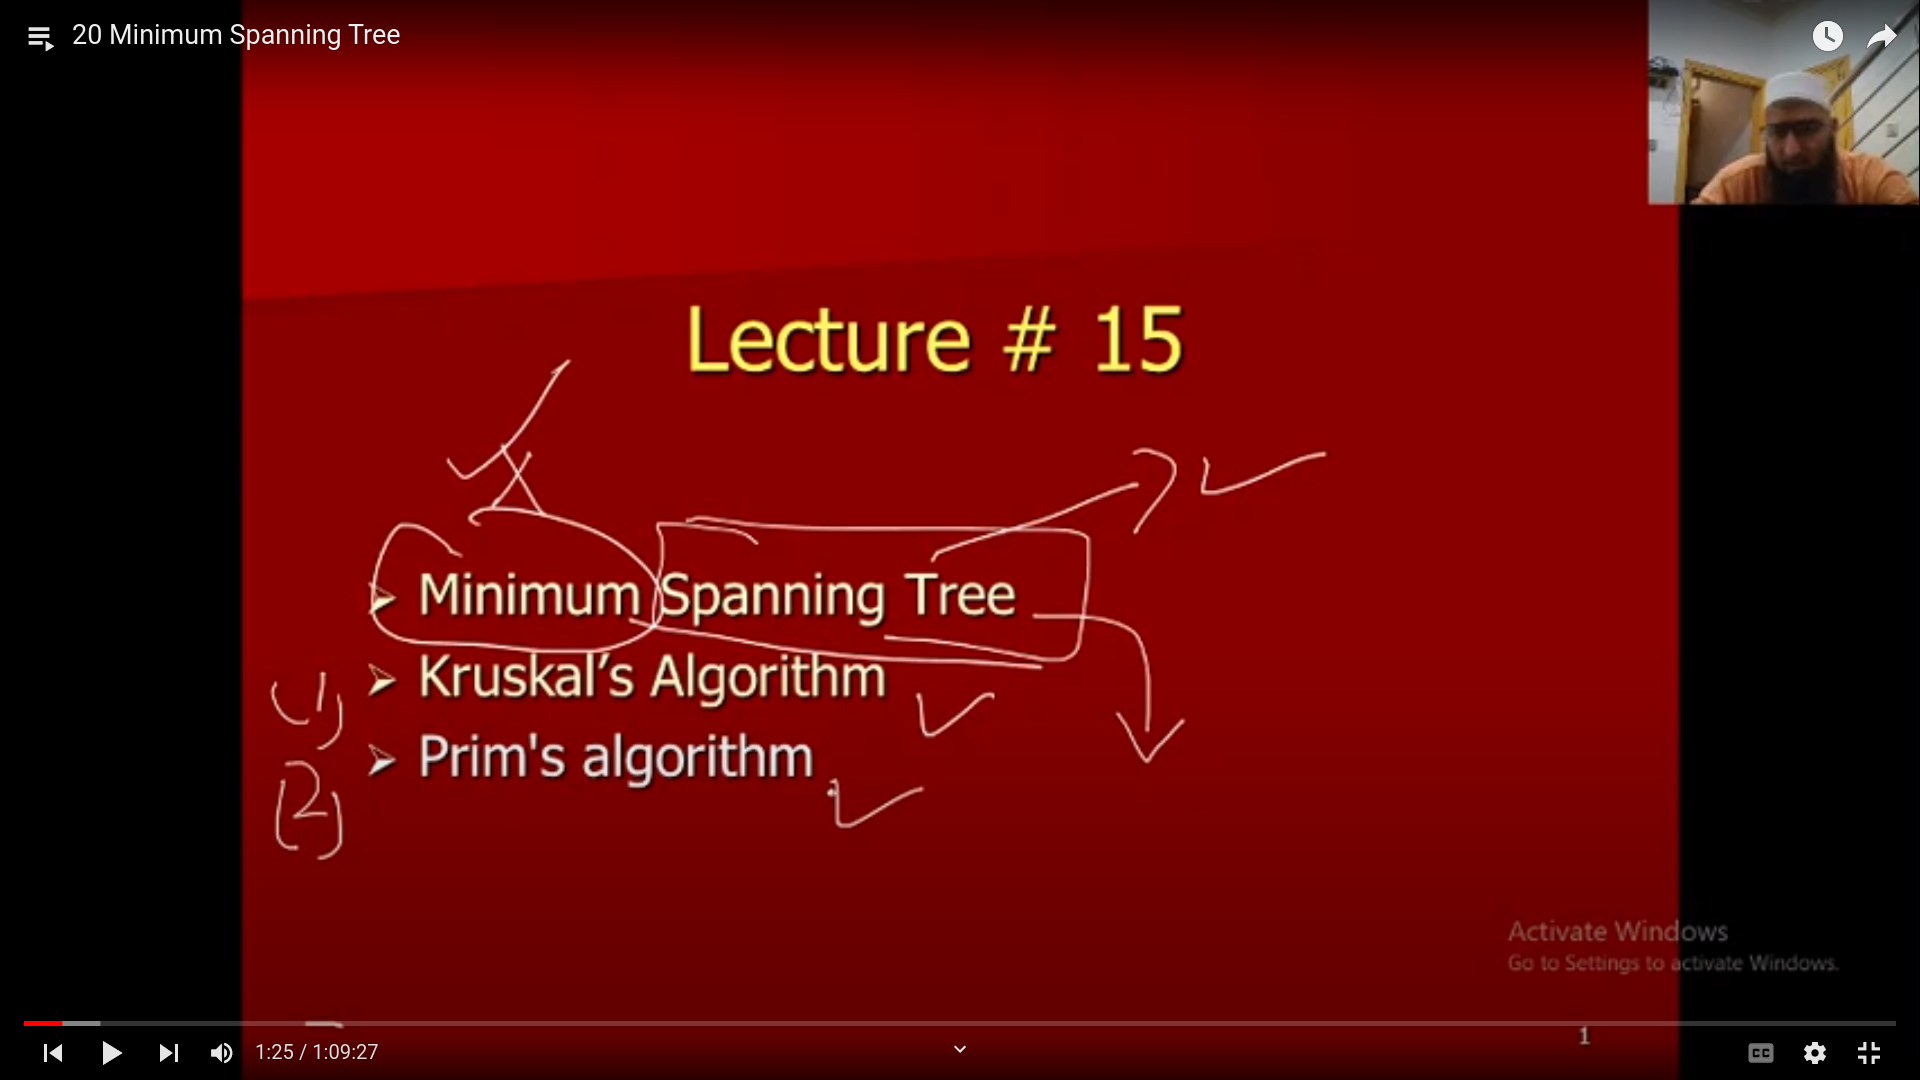 20 Minimum Spanning Tree
Lecture # 15
➢ Minimum Spanning Tree
(1) ➢ Kruskal’s Algorithm
(2) ➢ Prim's algorithm
Activate Windows
Go to Settings to activate Windows.
1
1:25 / 1:09:27
CC